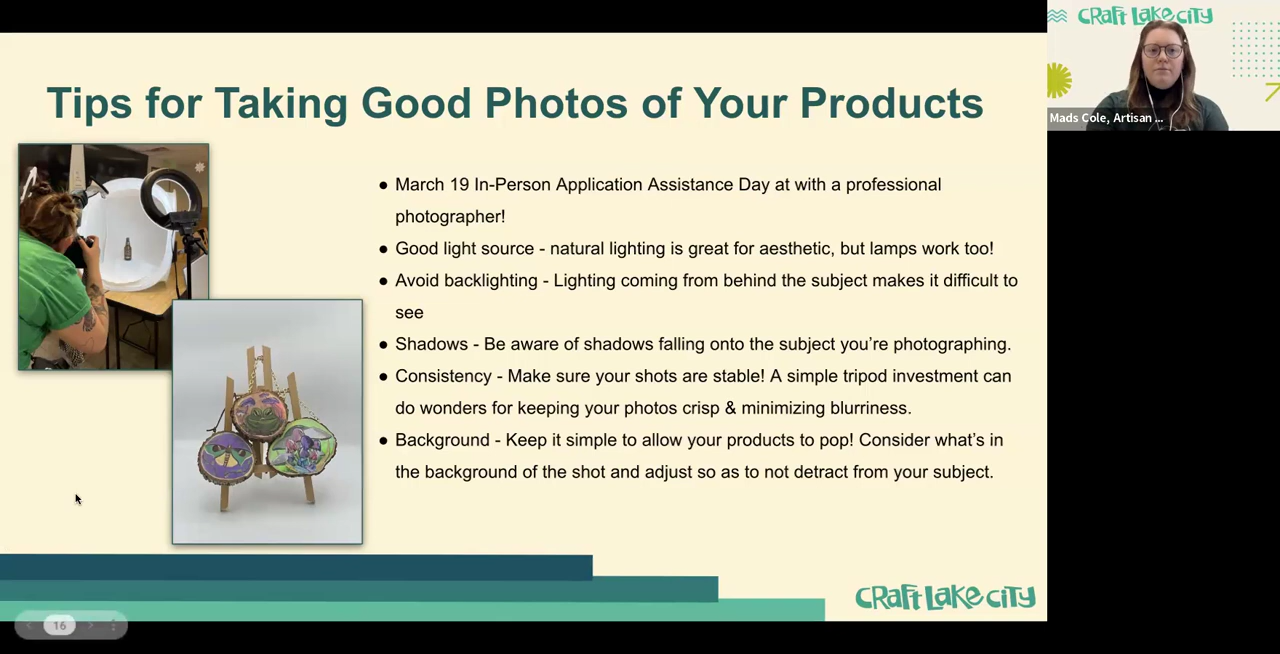 Tips for Taking Good Photos of Your Products
● March 19 In-Person Application Assistance Day at with a professional
photographer!
● Good light source - natural lighting is great for aesthetic, but lamps work too!
● Avoid backlighting - Lighting coming from behind the subject makes it difficult to
see
● Shadows - Be aware of shadows falling onto the subject you’re photographing.
● Consistency - Make sure your shots are stable! A simple tripod investment can
do wonders for keeping your photos crisp & minimizing blurriness.
● Background - Keep it simple to allow your products to pop! Consider what’s in
the background of the shot and adjust so as to not detract from your subject.
CRAFT LAKE CITY
16
CRAFT LAKE CITY
Mads Cole, Artisan ...